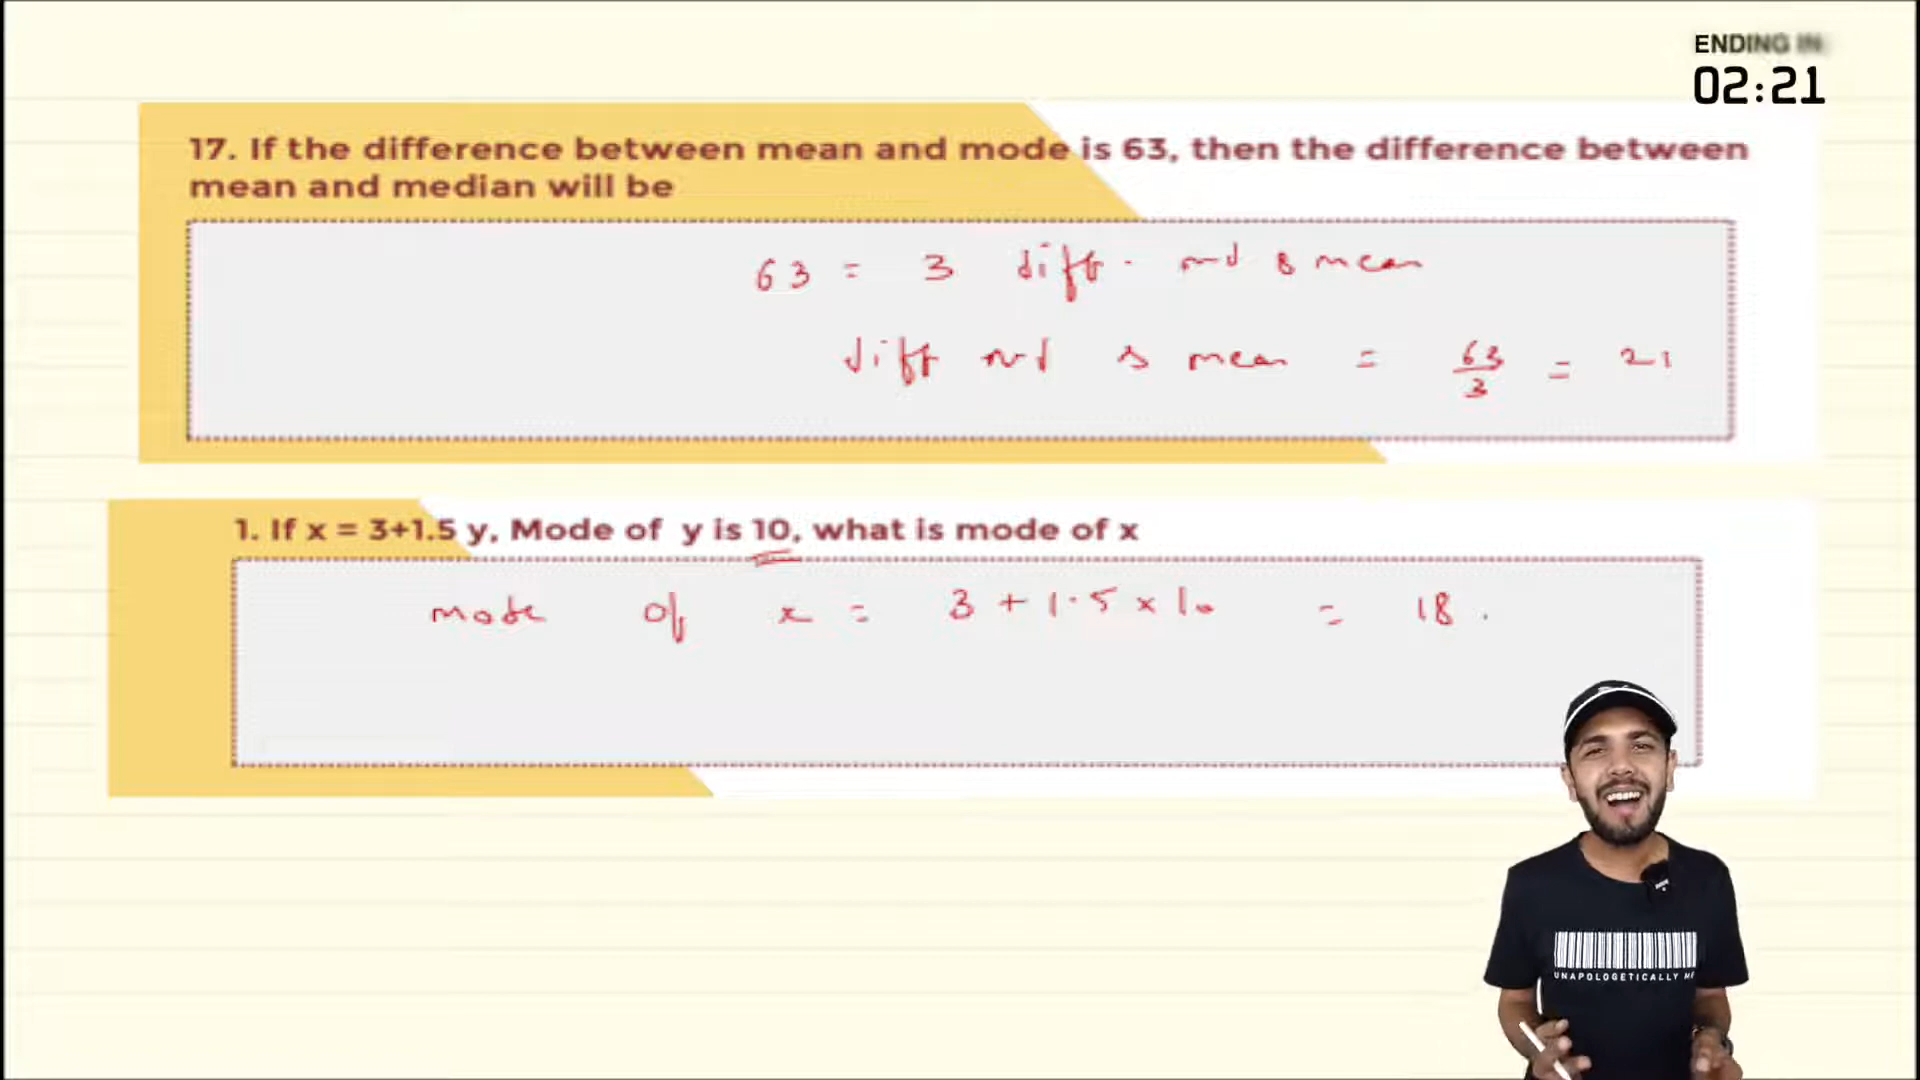 ENDING IN
02:21
17. If the difference between mean and mode is 63, then the difference between
mean and median will be
63 = 3 diff. md & mean
diff md & mean = 63/3 = 21
1. If x = 3+1.5 y, Mode of y is 10, what is mode of x
mode of x = 3 + 1.5 x 10 = 18.
UNAPOLOGETICALLY ME